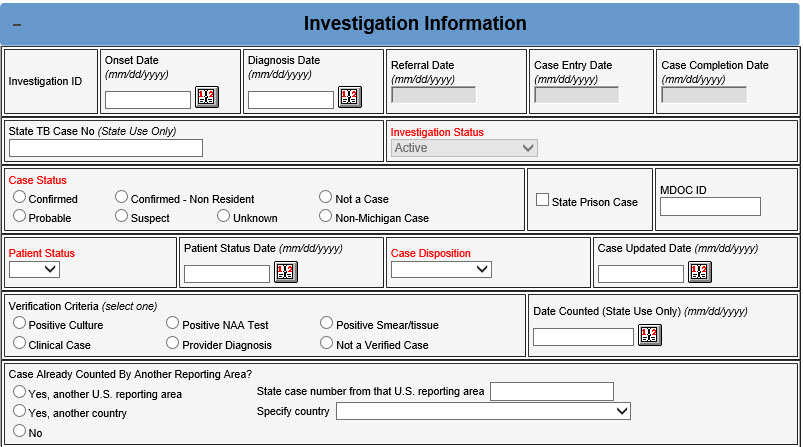 Investigation Information
Investigation ID
Onset Date
(mm/dd/yyyy)
Diagnosis Date
(mm/dd/yyyy)
Referral Date
(mm/dd/yyyy)
Case Entry Date
(mm/dd/yyyy)
Case Completion Date
(mm/dd/yyyy)
State TB Case No (State Use Only)
Investigation Status
Active
Case Status
Confirmed
Confirmed - Non Resident
Not a Case
Probable
Suspect
Unknown
Non-Michigan Case
State Prison Case
MDOC ID
Patient Status
Patient Status Date (mm/dd/yyyy)
Case Disposition
Case Updated Date (mm/dd/yyyy)
Verification Criteria (select one)
Positive Culture
Positive NAA Test
Positive Smear/tissue
Clinical Case
Provider Diagnosis
Not a Verified Case
Date Counted (State Use Only) (mm/dd/yyyy)
Case Already Counted By Another Reporting Area?
Yes, another U.S. reporting area
State case number from that U.S. reporting area
Yes, another country
Specify country
No